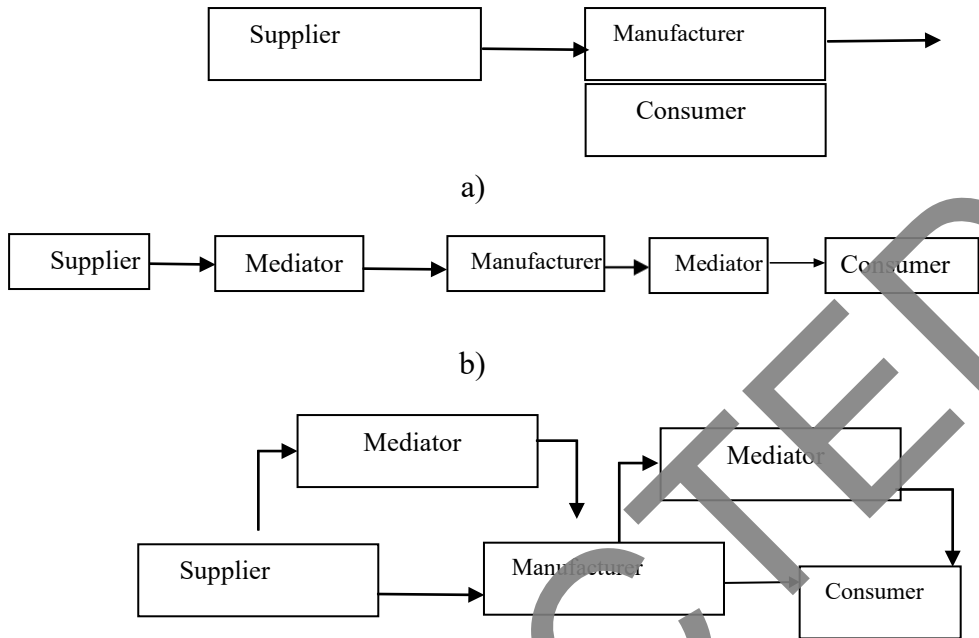 Supplier
Manufacturer
Consumer
a)
Supplier Mediator Manufacturer Mediator Consumer
b)
Mediator
Mediator
Supplier
Manufacturer
Consumer